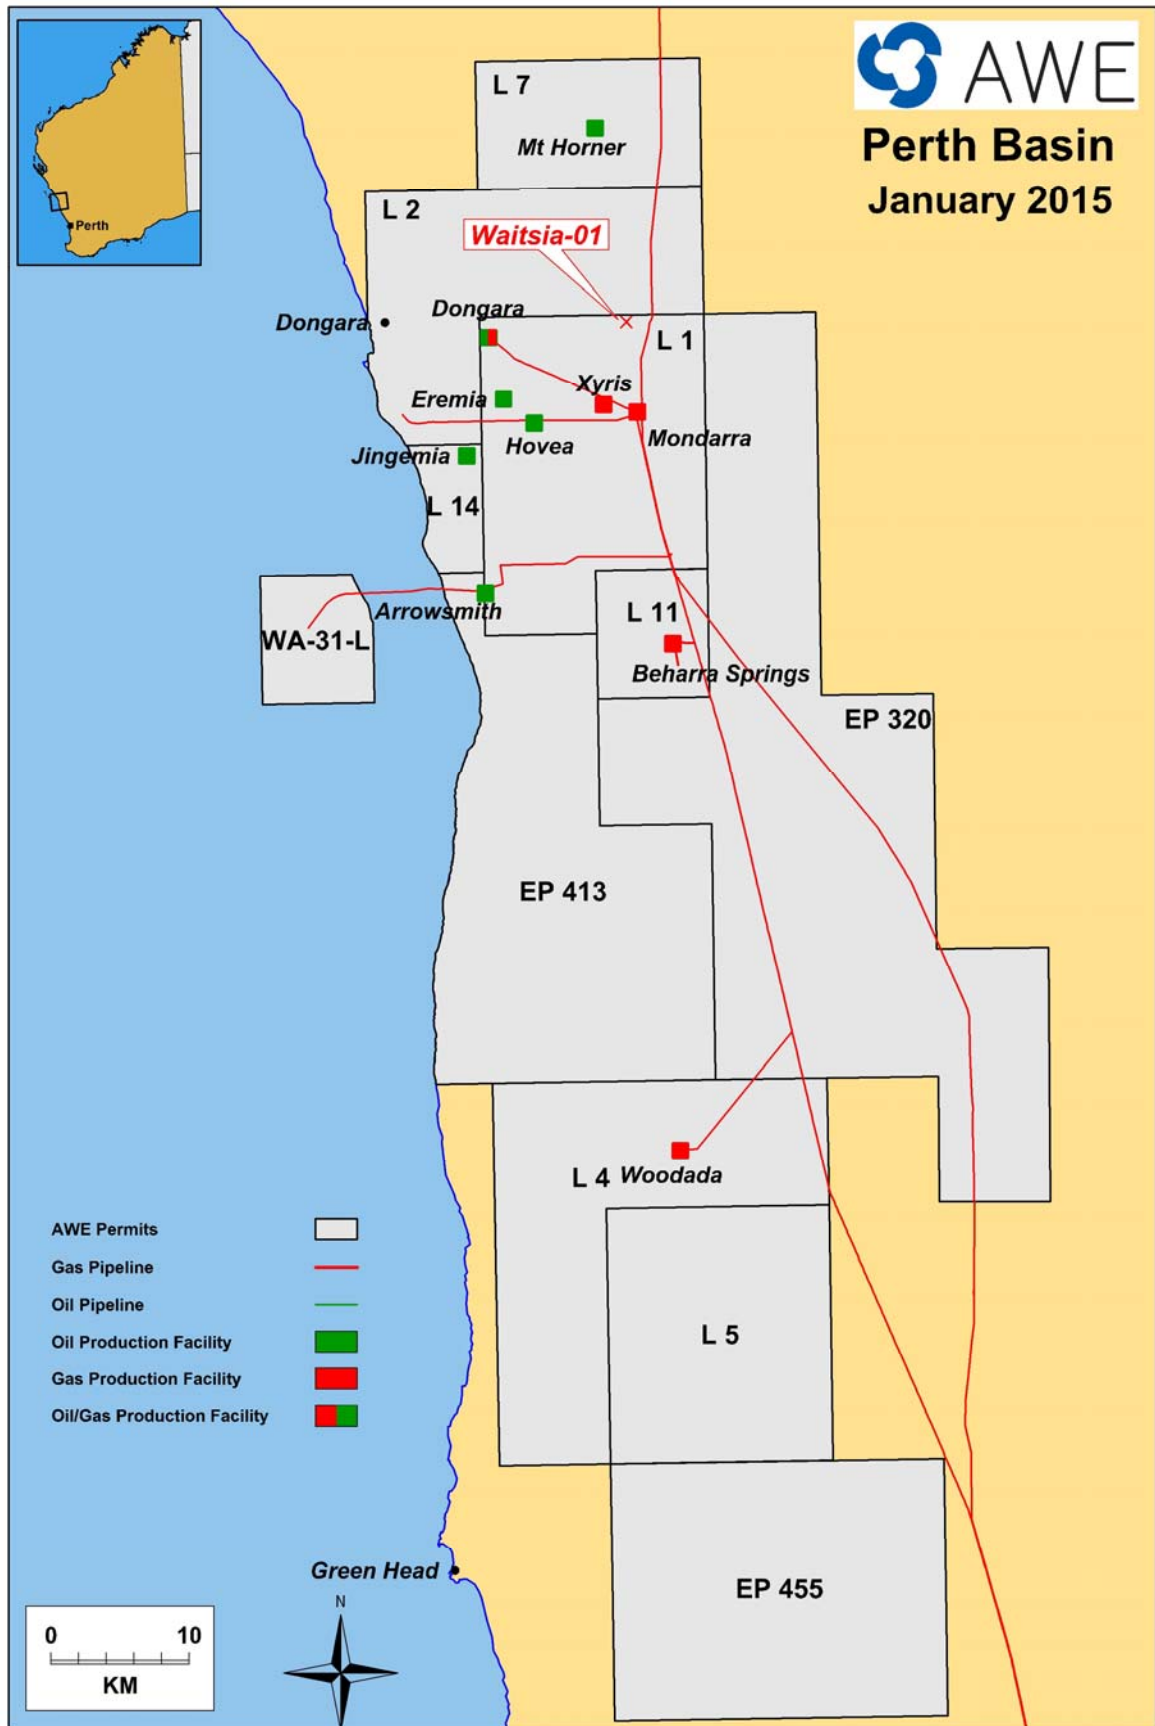 AWE
Perth Basin
January 2015
Perth
L 7
Mt Horner
L 2
Waitsia-01
Dongara
Dongara
L 1
Xyris
Eremia
Mondarra
Hovea
Jingemia
L 14
Arrowsmith
L 11
WA-31-L
Beharra Springs
EP 320
EP 413
L 4
Woodada
AWE Permits
Gas Pipeline
Oil Pipeline
Oil Production Facility
Gas Production Facility
Oil/Gas Production Facility
L 5
Green Head
EP 455
N
0 10
KM